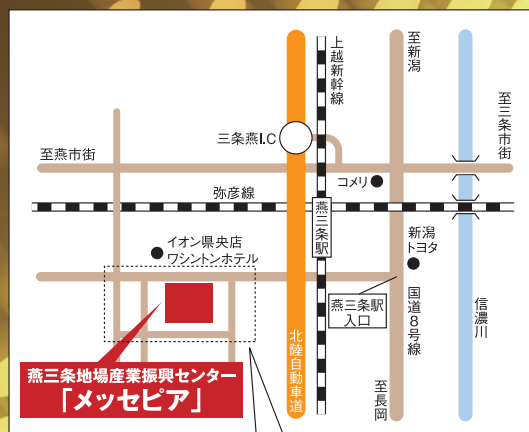 上越新幹線
至新潟
至三条市街
三条燕I.C
至燕市街
コメリ
弥彦線
燕三条駅
イオン県央店
ワシントンホテル
新潟
トヨタ
燕三条駅
入口
国道8号線
信濃川
北陸自動車道
至長岡
燕三条地場産業振興センター
「メッセピア」